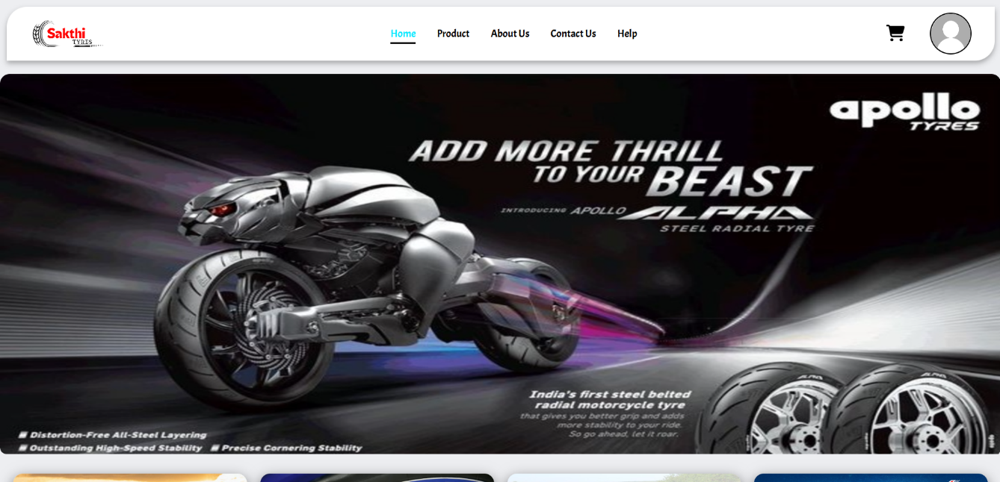 Sakthi
TYRES
Home
Product
About Us
Contact Us
Help
apollo
TYRES
ADD MORE THRILL
TO YOUR BEAST
INTRODUCING APOLLO ALPHA
STEEL RADIAL TYRE
India's first steel belted
radial motorcycle tyre
that gives you better grip and adds
more stability to your ride.
So go ahead, let it roar.
Distortion-Free All-Steel Layering
Outstanding High-Speed Stability Precise Cornering Stability
ALPHA
ALPHA